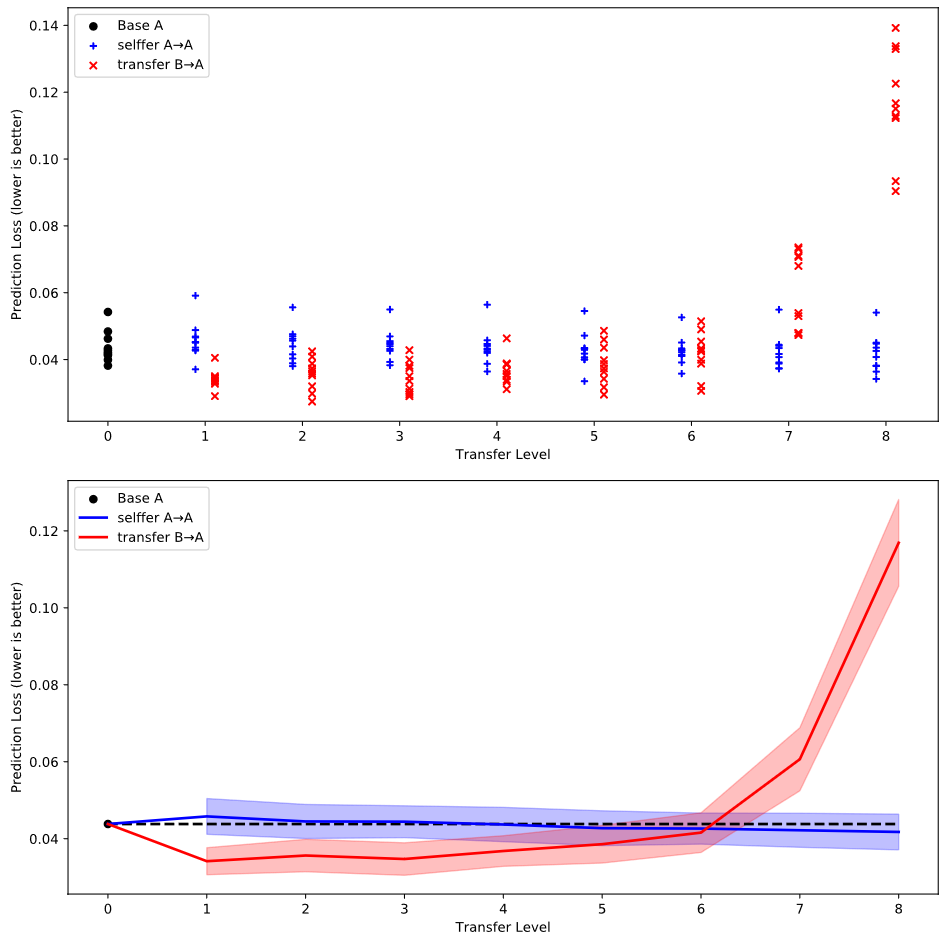 0.14
0.12
0.10
0.08
0.06
0.04
Prediction Loss (lower is better)
Base A
selffer A→A
transfer B→A
0 1 2 3 4 5 6 7 8
Transfer Level
0.12
0.10
0.08
0.06
0.04
Prediction Loss (lower is better)
Base A
selffer A→A
transfer B→A
0 1 2 3 4 5 6 7 8
Transfer Level